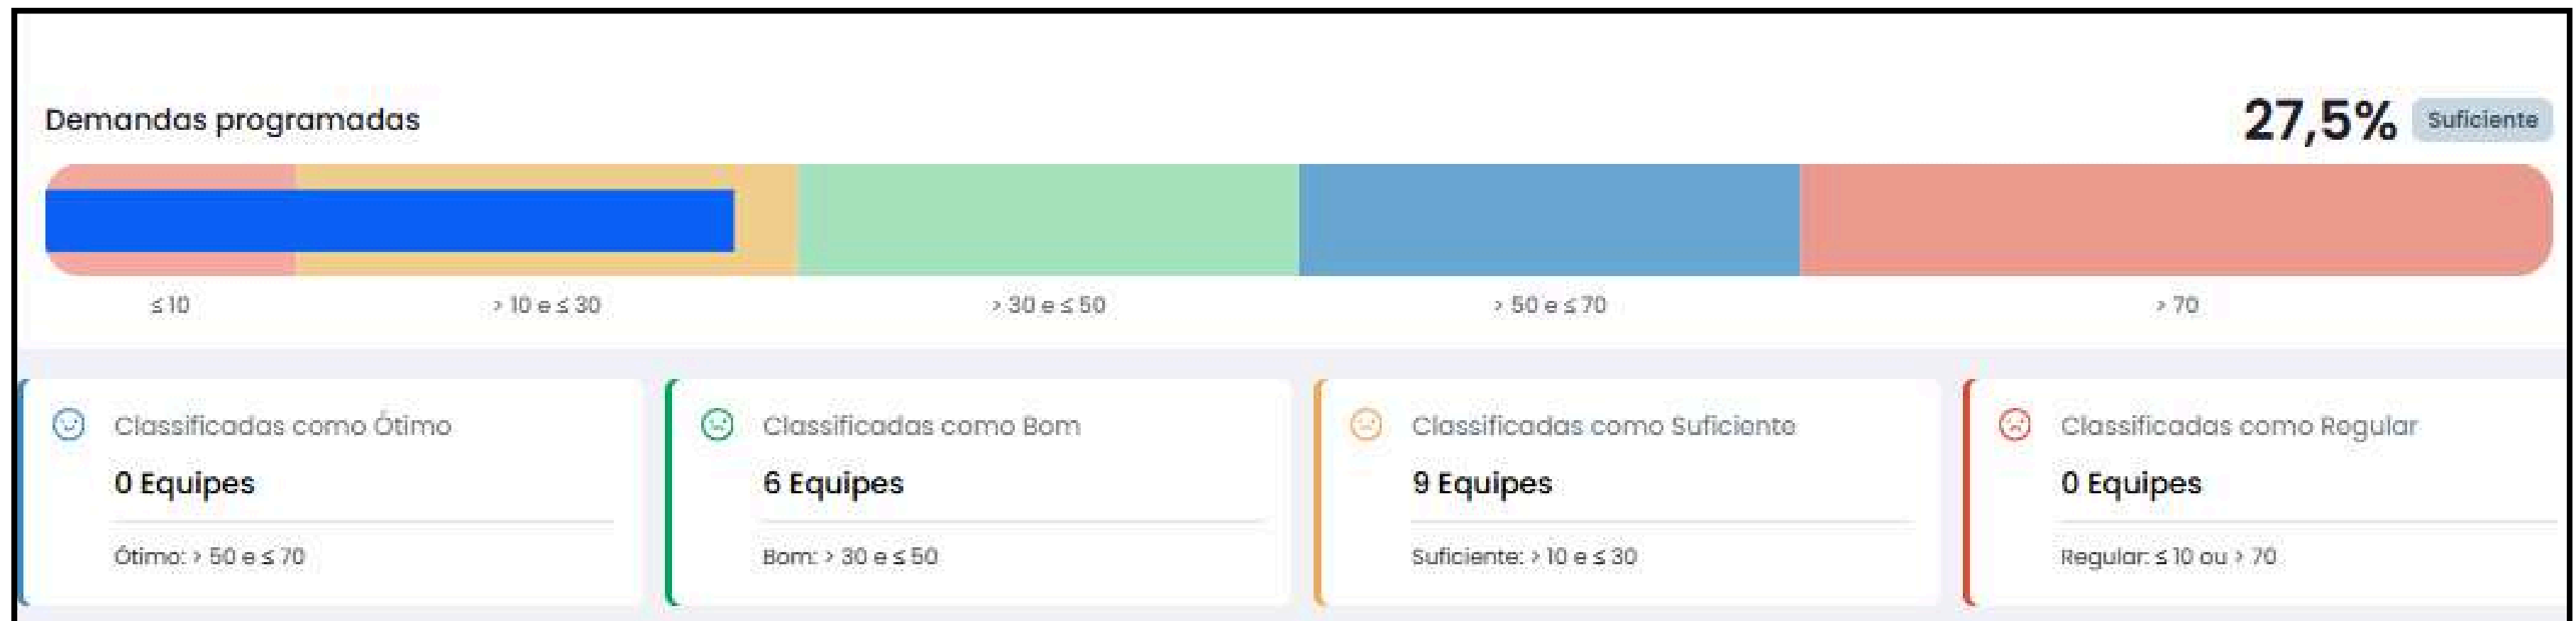 Demandas programadas
27,5% Suficiente
≤ 10 > 10 e ≤ 30 > 30 e ≤ 50 > 50 e ≤ 70 > 70
Classificadas como Ótimo
0 Equipes
Ótimo: > 50 e ≤ 70
Classificadas como Bom
6 Equipes
Bom: > 30 e ≤ 50
Classificadas como Suficiente
9 Equipes
Suficiente: > 10 e ≤ 30
Classificadas como Regular
0 Equipes
Regular: ≤ 10 ou > 70